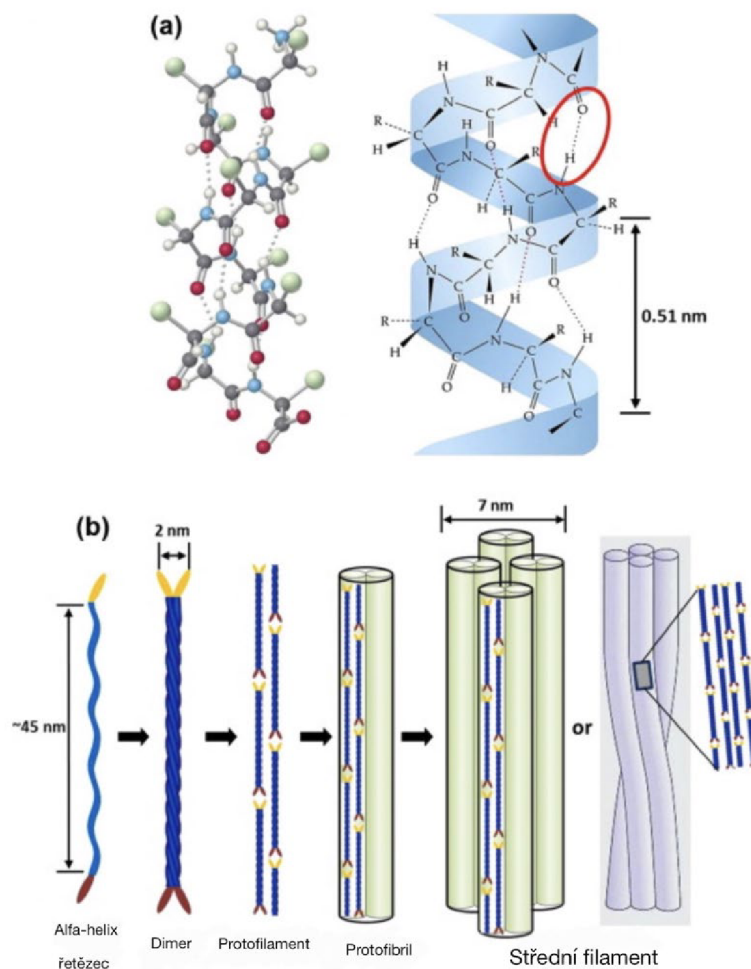 (a)
N
C
H
N
C
C
R
O
O
H
R
H
C
H
N
H
N
R
C
C
O
C
C
H
H
R
O
N
C
H
H
N
O
H
C
R
C
N
C
H
O
H
R
C
H
N
C
R
H
C
C
H
N
O
H
C
O
C
0.51 nm
(b)
7 nm
2 nm
~45 nm
or
Alfa-helix
řetězec
Dimer
Protofilament
Protofibril
Střední filament